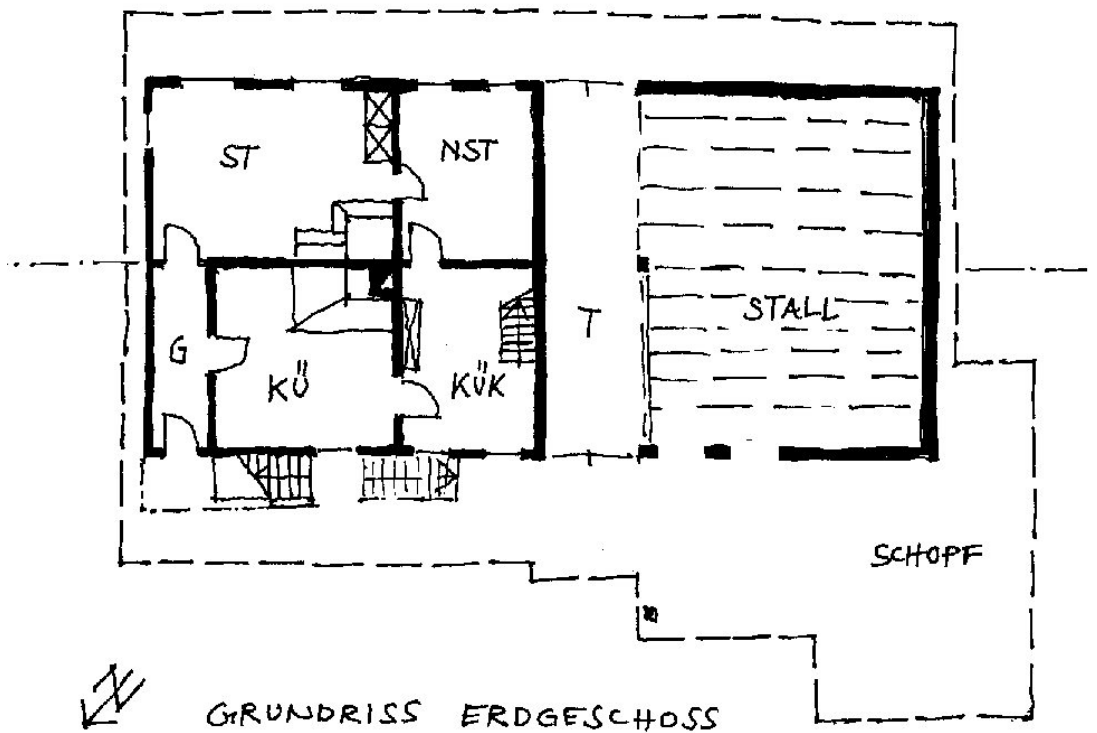 ST
NST
G
KÜ
KÜK
T
STALL
SCHOPF
N
GRUNDRISS ERDGESCHOSS